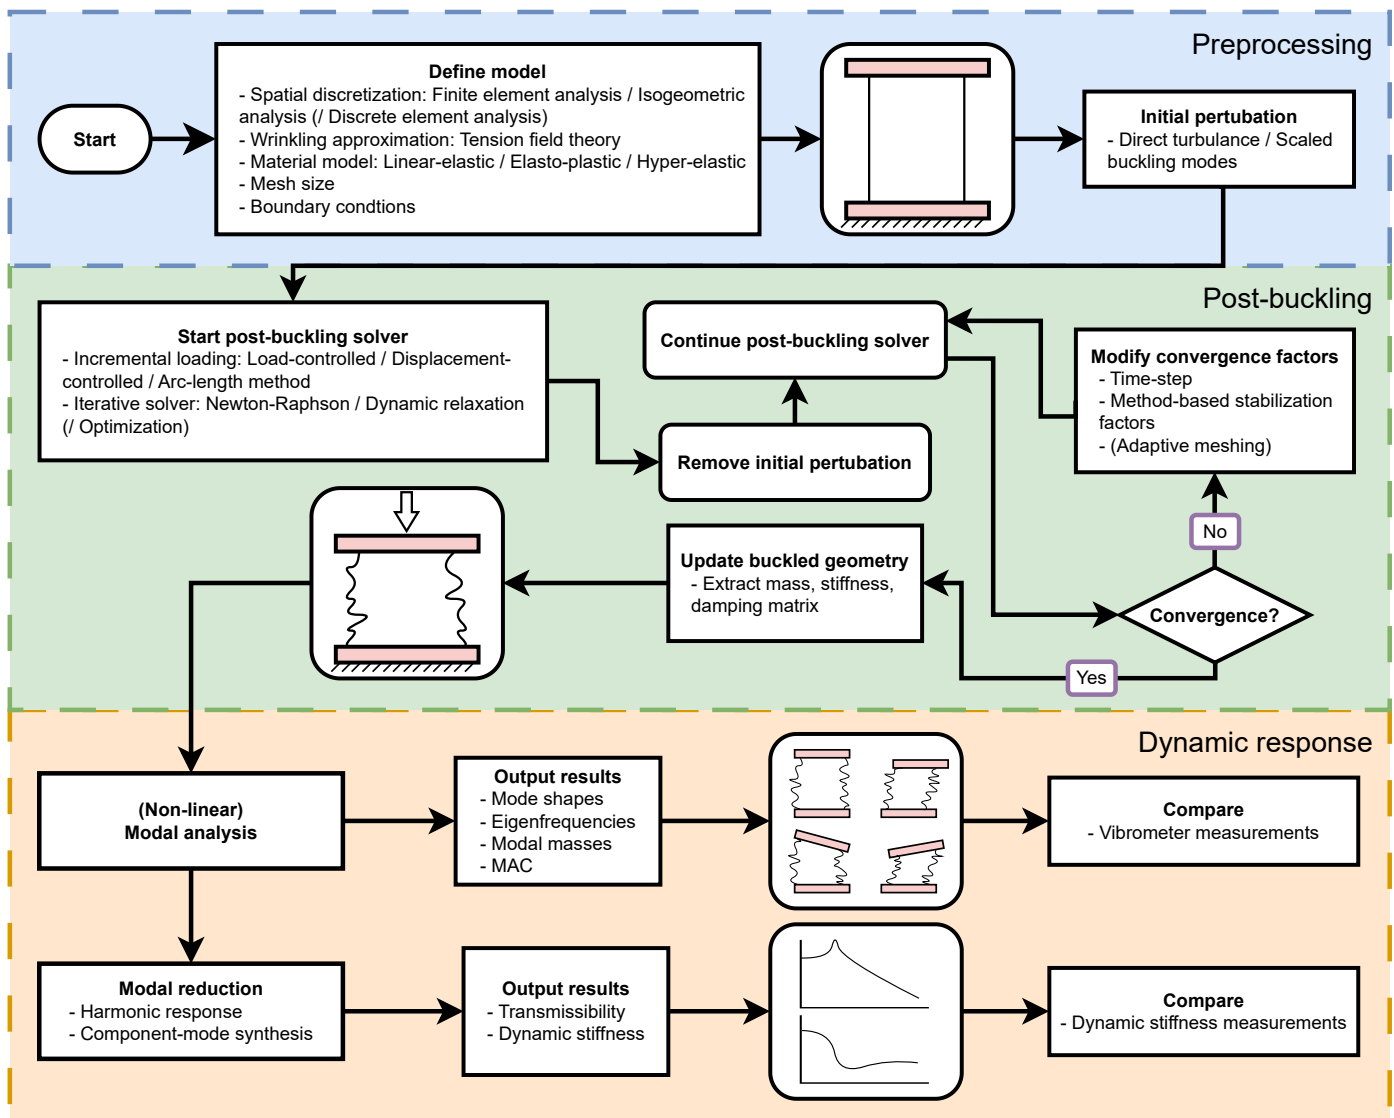 Preprocessing
Start
Define model
- Spatial discretization: Finite element analysis / Isogeometric
analysis (/ Discrete element analysis)
- Wrinkling approximation: Tension field theory
- Material model: Linear-elastic / Elasto-plastic / Hyper-elastic
- Mesh size
- Boundary condtions
Initial pertubation
- Direct turbulance / Scaled
buckling modes
Post-buckling
Start post-buckling solver
- Incremental loading: Load-controlled / Displacement-
controlled / Arc-length method
- Iterative solver: Newton-Raphson / Dynamic relaxation
(/ Optimization)
Remove initial pertubation
Continue post-buckling solver
Modify convergence factors
- Time-step
- Method-based stabilization
factors
- (Adaptive meshing)
No
Convergence?
Yes
Update buckled geometry
- Extract mass, stiffness,
damping matrix
Dynamic response
(Non-linear)
Modal analysis
Output results
- Mode shapes
- Eigenfrequencies
- Modal masses
- MAC
Compare
- Vibrometer measurements
Modal reduction
- Harmonic response
- Component-mode synthesis
Output results
- Transmissibility
- Dynamic stiffness
Compare
- Dynamic stiffness measurements